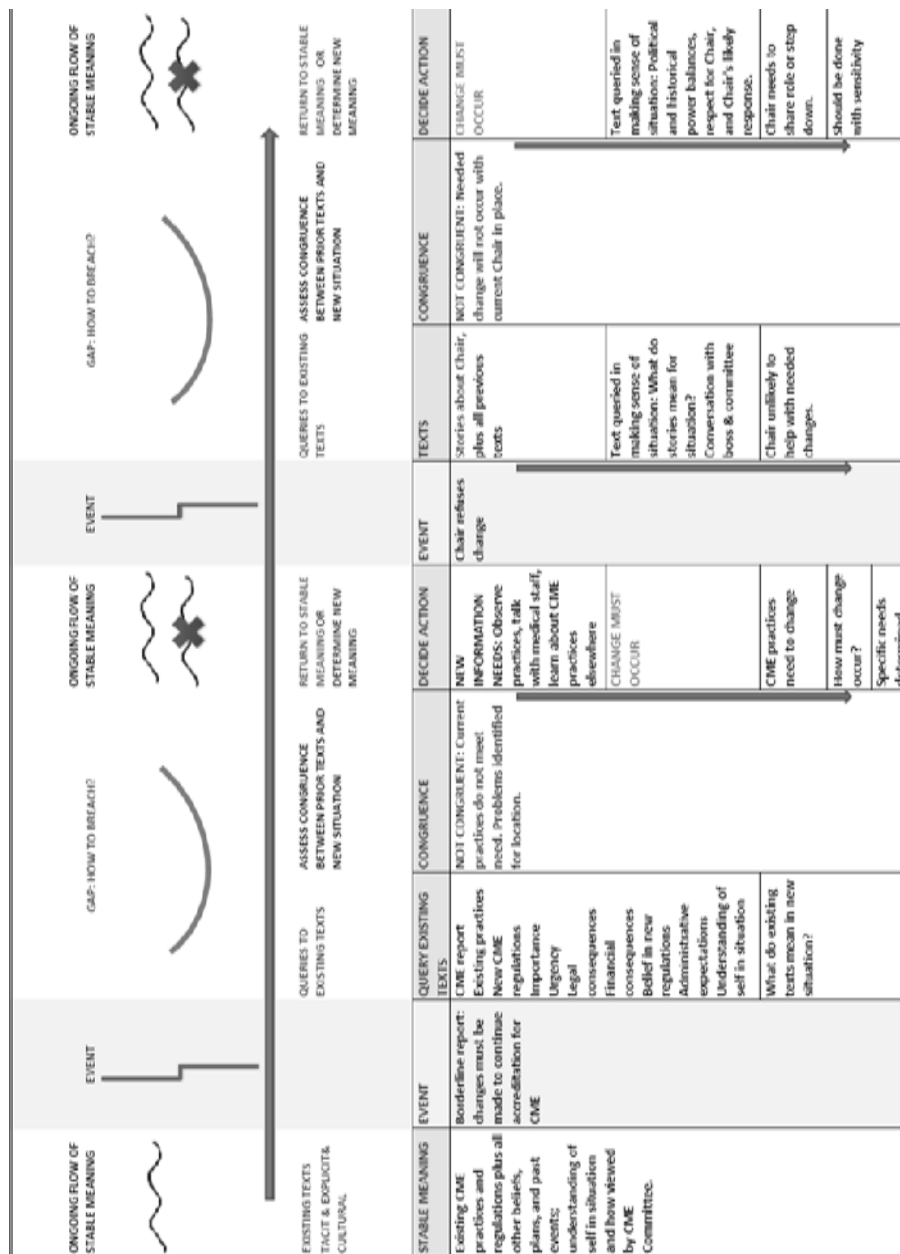 ONGOING FLOW OF
STABLE MEANING
EVENT
GAP: HOW TO BREACH?
ONGOING FLOW OF
STABLE MEANING
EVENT
GAP: HOW TO BREACH?
ONGOING FLOW OF
STABLE MEANING
EXISTING TEXTS
TACIT & EXPLICIT&
CULTURAL
QUERIES TO
EXISTING TEXTS
ASSESS CONGRUENCE
BETWEEN PRIOR TEXTS AND
NEW SITUATION
RETURN TO STABLE
MEANING OR
DETERMINE NEW
MEANING
QUERIES TO EXISTING
TEXTS
ASSESS CONGRUENCE
BETWEEN PRIOR TEXTS AND
NEW SITUATION
RETURN TO STABLE
MEANING OR
DETERMINE NEW
MEANING
STABLE MEANING
Existing CME
practices and
regulations plus all
other beliefs,
plans, and past
events;
understanding of
self in situation
and how viewed
by CME
Committee.
EVENT
Borderline report:
changes must be
made to continue
accreditation for
CME
QUERY EXISTING
TEXTS
CME report
Existing practices
New CME
regulations
Importance
Urgency
Legal
consequences
Financial
consequences
Belief in new
regulations
Administrative
expectations
Understanding of
self in situation
What do existing
texts mean in new
situation?
CONGRUENCE
NOT CONGRUENT: Current
practices do not meet
need. Problems identified
for location.
DECIDE ACTION
NEW
INFORMATION
NEEDS: Observe
practices, talk
with medical staff,
learn about CME
practices
elsewhere
CHANGE MUST
OCCUR
CME practices
need to change
How must change
occur?
Specific needs
EVENT
Chair refuses
change
TEXTS
Stories about Chair,
plus all previous
texts
Text queried in
making sense of
situation: What do
stories mean for
situation?
Conversation with
boss & committee
Chair unlikely to
help with needed
changes.
CONGRUENCE
NOT CONGRUENT: Needed
change will not occur with
current Chair in place.
DECIDE ACTION
CHANGE MUST
OCCUR
Text queried in
making sense of
situation: Political
and historical
power balances,
respect for Chair,
and Chair's likely
response.
Chair needs to
share role or step
down.
Should be done
with sensitivity